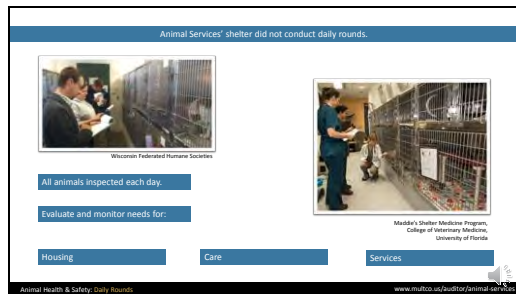 Animal Services' shelter did not conduct daily rounds.
Wisconsin Federated Humane Societies
All animals inspected each day.
Evaluate and monitor needs for:
Maddie's Shelter Medicine Program,
College of Veterinary Medicine,
University of Florida
Housing
Care
Services
Animal Health & Safety: Daily Rounds
www.multco.us/auditor/animal-services